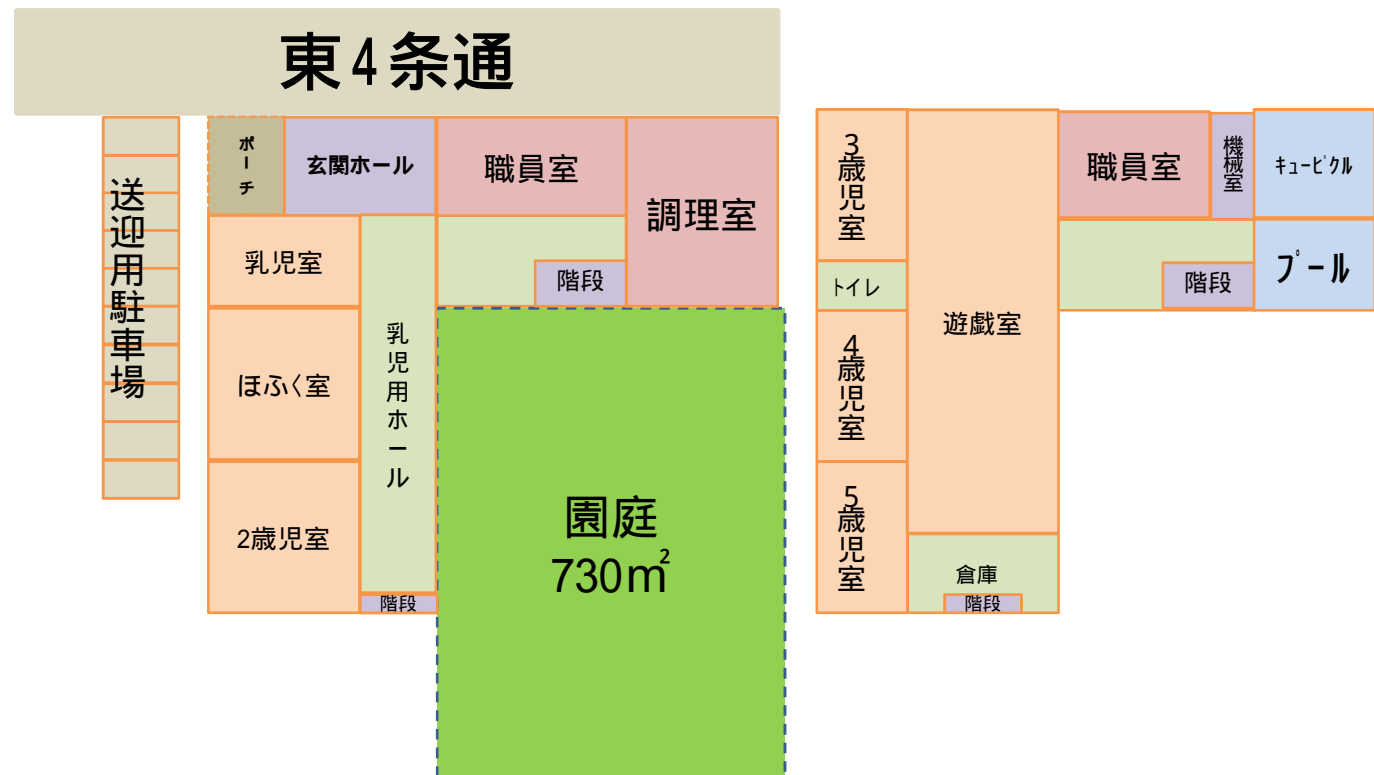 東4条通
ポーチ
玄関ホール
職員室
調理室
送迎用駐車場
乳児室
階段
乳児用ホール
ほふく室
2歳児室
階段
園庭
730㎡
3歳児室
遊戯室
職員室
機械室
ｷｭｰﾋﾞｸﾙ
トイレ
階段
ﾌﾟｰﾙ
4歳児室
5歳児室
倉庫
階段